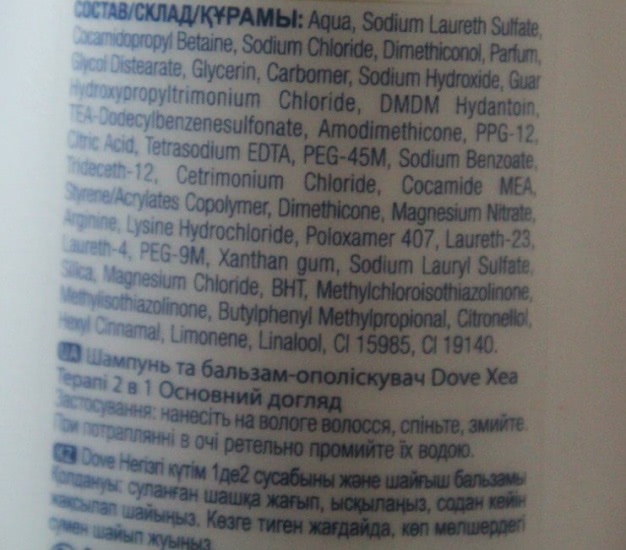 СОСТАВ/СКЛАД/ҚҰРАМЫ: Aqua, Sodium Laureth Sulfate,
Cocamidopropyl Betaine, Sodium Chloride, Dimethiconol, Parfum,
Glycol Distearate, Glycerin, Carbomer, Sodium Hydroxide, Guar
Hydroxypropyltrimonium Chloride, DMDM Hydantoin,
TEA-Dodecylbenzenesulfonate, Amodimethicone, PPG-12,
Citric Acid, Tetrasodium EDTA, PEG-45M, Sodium Benzoate,
Trideceth-12, Cetrimonium Chloride, Cocamide MEA,
Styrene/Acrylates Copolymer, Dimethicone, Magnesium Nitrate,
Arginine, Lysine Hydrochloride, Poloxamer 407, Laureth-23,
Laureth-4, PEG-9M, Xanthan gum, Sodium Lauryl Sulfate,
Silica, Magnesium Chloride, BHT, Methylchloroisothiazolinone,
Methylisothiazolinone, Butylphenyl Methylpropional, Citronellol,
Hexyl Cinnamal, Limonene, Linalool, CI 15985, CI 19140.
UA Шампунь та бальзам-ополіскувач Dove Хеа
Терапі 2 в 1 Основний догляд
Застосування: нанесіть на вологе волосся, спіньте, змийте.
При потраплянні в очі ретельно промийте їх водою.
KZ Dove Негізгі күтім 1де2 сусабыны және шайғыш бальзамы
Қолдануы: суланған шашқа жағып, ысқылаңыз, содан кейін
жақсылап шайыңыз. Көзге тиген жағдайда, көп мөлшердегі
сумен шайып жуыңыз.